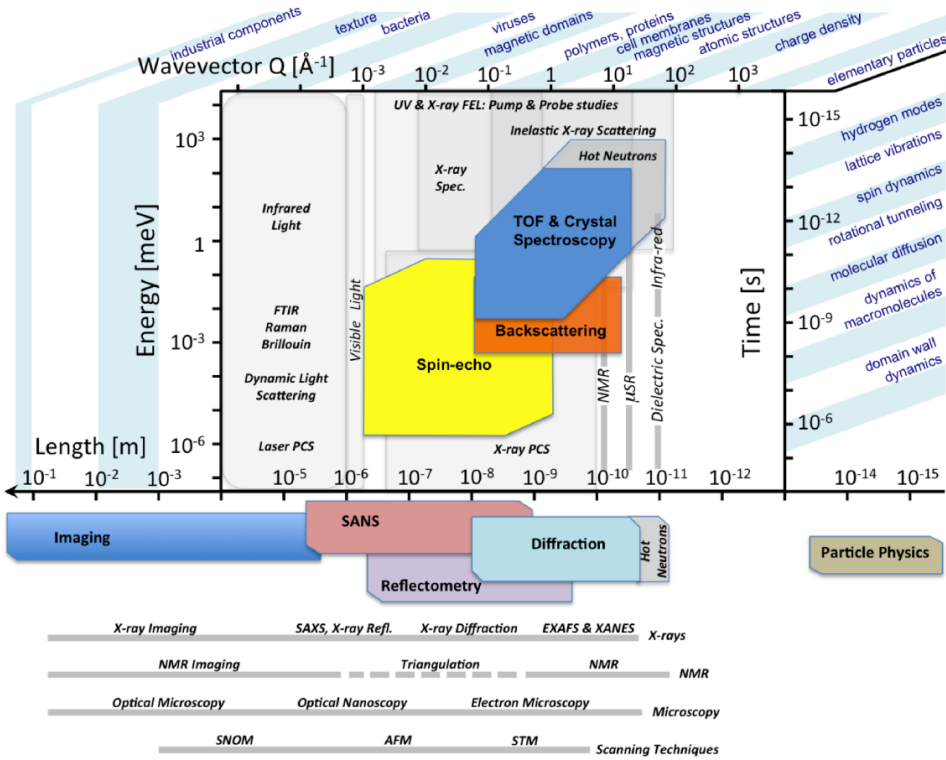 industrial components
texture
bacteria
viruses
magnetic domains
polymers, proteins
cell membranes
magnetic structures
atomic structures
charge density
elementary particles
Wavevector Q [Å⁻¹]
10⁻³
10⁻²
10⁻¹
1
10¹
10²
10³
UV & X-ray FEL: Pump & Probe studies
Inelastic X-ray Scattering
Hot Neutrons
X-ray
Spec.
TOF & Crystal
Spectroscopy
Infrared
Light
Visible Light
FTIR
Raman
Brillouin
Dynamic Light
Scattering
Laser PCS
Spin-echo
Backscattering
X-ray PCS
NMR
μSR
Dielectric Spec.
Infra-red
Energy [meV]
10³
1
10⁻³
10⁻⁶
Time [s]
10⁻¹⁵
10⁻¹²
10⁻⁹
10⁻⁶
hydrogen modes
lattice vibrations
spin dynamics
rotational tunneling
molecular diffusion
dynamics of
macromolecules
domain wall
dynamics
Length [m]
10⁻¹
10⁻²
10⁻³
10⁻⁵
10⁻⁶
10⁻⁷
10⁻⁸
10⁻⁹
10⁻¹⁰
10⁻¹¹
10⁻¹²
10⁻¹⁴
10⁻¹⁵
Imaging
SANS
Reflectometry
Diffraction
Hot
Neutrons
Particle Physics
X-ray Imaging
SAXS, X-ray Refl.
X-ray Diffraction
EXAFS & XANES
X-rays
NMR Imaging
Triangulation
NMR
NMR
Optical Microscopy
Optical Nanoscopy
Electron Microscopy
Microscopy
SNOM
AFM
STM
Scanning Techniques